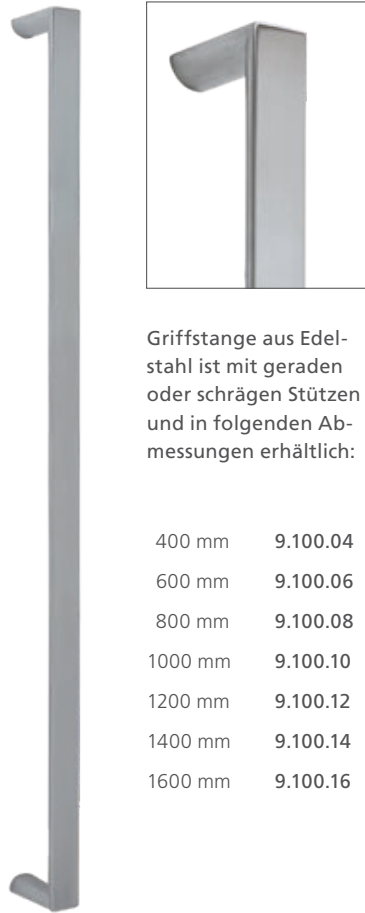 Griffstange aus Edel-
stahl ist mit geraden
oder schrägen Stützen
und in folgenden Ab-
messungen erhältlich:
400 mm 9.100.04
600 mm 9.100.06
800 mm 9.100.08
1000 mm 9.100.10
1200 mm 9.100.12
1400 mm 9.100.14
1600 mm 9.100.16